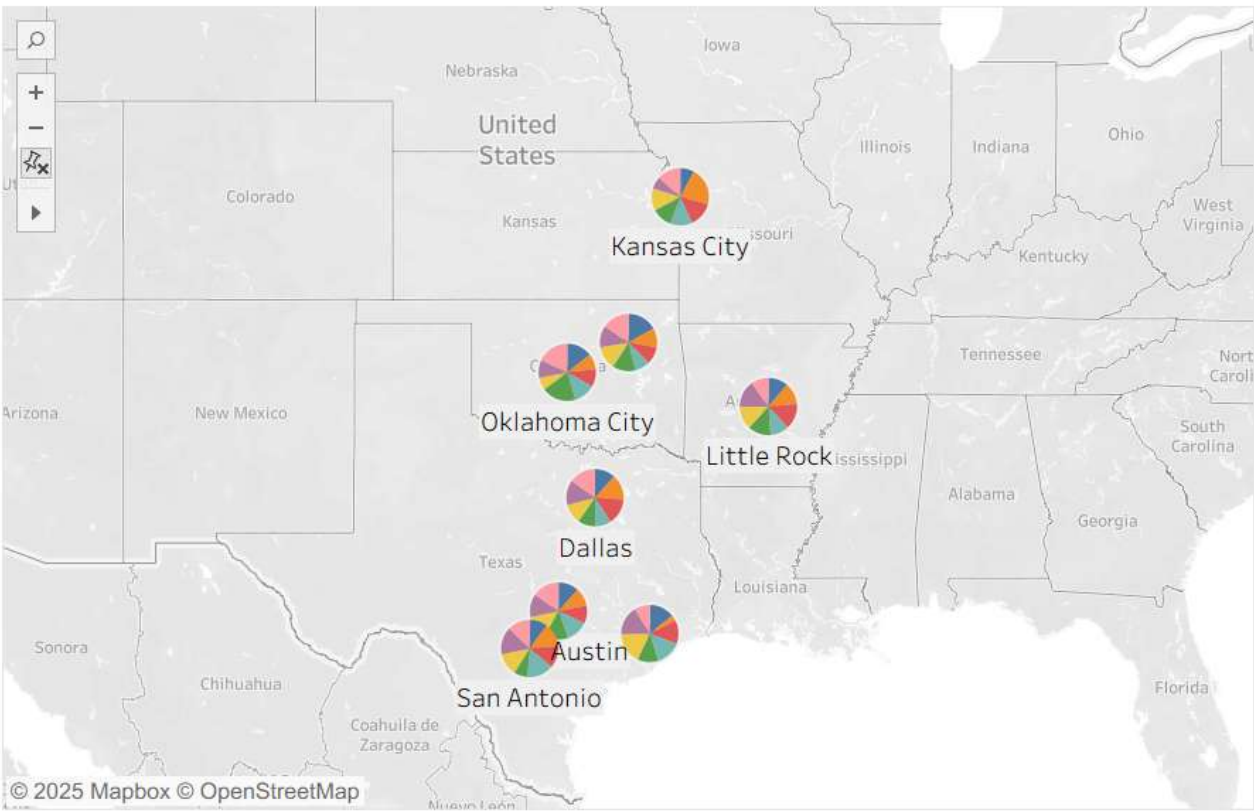 Iowa
Nebraska
United
States
Ohio
Illinois
Indiana
Colorado
Kansas
West
Virginia
Kansas City
ssouri
Kentucky
Tennessee
Nort
Caroli
Arizona
New Mexico
Oklahoma City
South
Carolina
Little Rock
ississippi
Alabama
Georgia
Dallas
Texas
Louisiana
Sonora
Austin
Chihuahua
San Antonio
Florida
Coahuila de
Zaragoza
© 2025 Mapbox © OpenStreetMap
Nuevo León